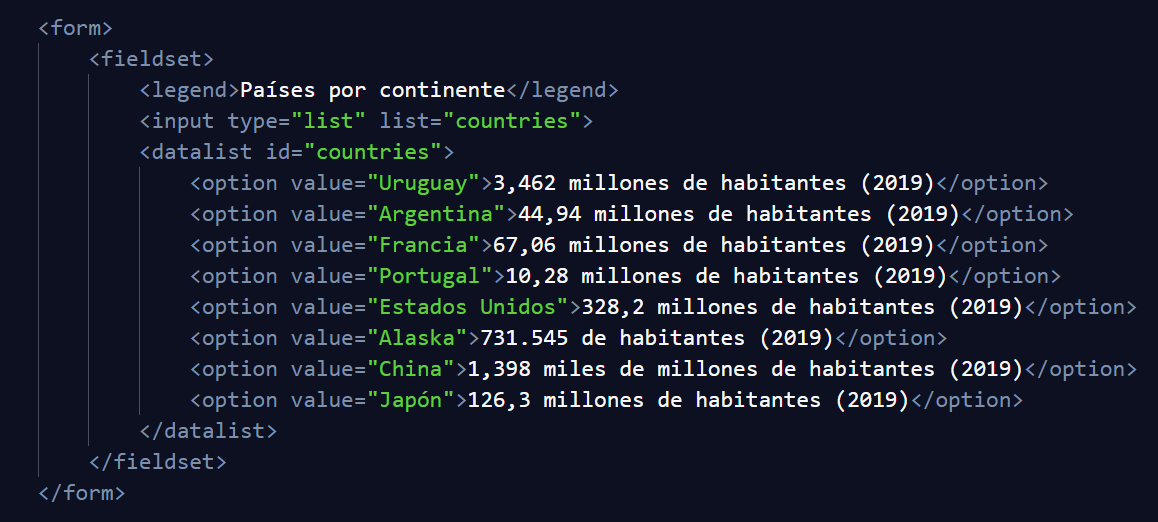 <form>
<fieldset>
<legend>Países por continente</legend>
<input type="list" list="countries">
<datalist id="countries">
<option value="Uruguay">3,462 millones de habitantes (2019)</option>
<option value="Argentina">44,94 millones de habitantes (2019)</option>
<option value="Francia">67,06 millones de habitantes (2019)</option>
<option value="Portugal">10,28 millones de habitantes (2019)</option>
<option value="Estados Unidos">328,2 millones de habitantes (2019)</option>
<option value="Alaska">731.545 de habitantes (2019)</option>
<option value="China">1,398 miles de millones de habitantes (2019)</option>
<option value="Japón">126,3 millones de habitantes (2019)</option>
</datalist>
</fieldset>
</form>